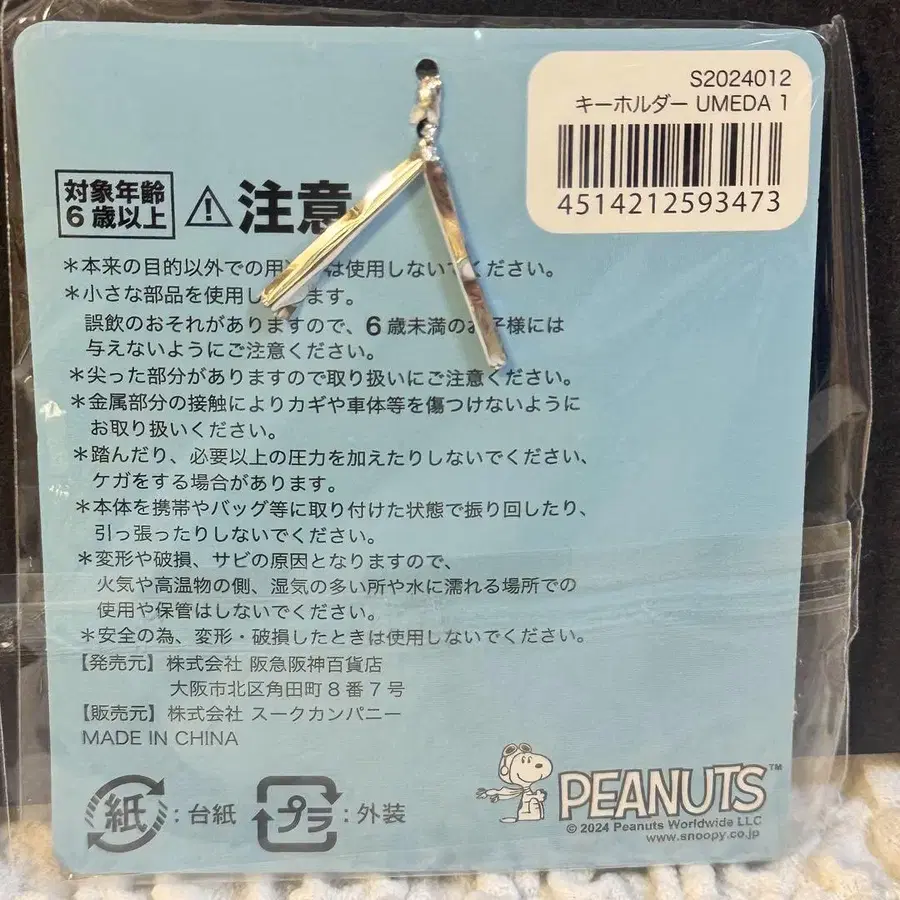 S2024012
キーホルダー UMEDA 1
4514212593473
対象年齢
6歳以上
注意
*本来の目的以外での用 は使用しないでください。
*小さな部品を使用し ます。
誤飲のおそれがありますので、6歳未満のお子様には
与えないようにご注意ください。
*尖った部分がありますので取り扱いにご注意ください。
*金属部分の接触によりカギや車体等を傷つけないように
お取り扱いください。
*踏んだり、必要以上の圧力を加えたりしないでください、
ケガをする場合があります。
*本体を携帯やバッグ等に取り付けた状態で振り回したり、
引っ張ったりしないでください。
*変形や破損、サビの原因となりますので、
火気や高温物の側、湿気の多い所や水に濡れる場所での
使用や保管はしないでください。
*安全の為、変形・破損したときは使用しないでください。
【発売元】株式会社 阪急阪神百貨店
大阪市北区角田町8番7号
【販売元】株式会社 スークカンパニー
MADE IN CHINA
紙:台紙 プラ:外装
PEANUTS™
© 2024 Peanuts Worldwide LLC
www.snoopy.co.jp